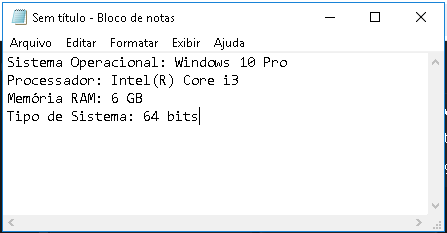 Sem título - Bloco de notas
Arquivo Editar Formatar Exibir Ajuda
Sistema Operacional: Windows 10 Pro
Processador: Intel(R) Core i3
Memória RAM: 6 GB
Tipo de Sistema: 64 bits